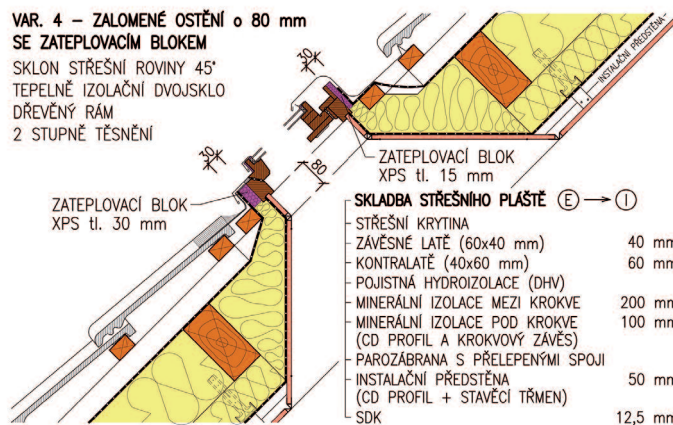 VAR. 4 – ZALOMENÉ OSTĚNÍ o 80 mm
SE ZATEPLOVACÍM BLOKEM
SKLON STŘEŠNÍ ROVINY 45°
TEPELNĚ IZOLAČNÍ DVOJSKLO
DŘEVĚNÝ RÁM
2 STUPNĚ TĚSNĚNÍ
30
INSTALAČNÍ PŘEDSTĚNA
30
80
ZATEPLOVACÍ BLOK
XPS tl. 15 mm
ZATEPLOVACÍ BLOK
XPS tl. 30 mm
SKLADBA STŘEŠNÍHO PLÁŠTĚ E → I
STŘEŠNÍ KRYTINA
ZÁVĚSNÉ LATĚ (60x40 mm) 40 mm
KONTRALATĚ (40x60 mm) 60 mm
POJISTNÁ HYDROIZOLACE (DHV)
MINERÁLNÍ IZOLACE MEZI KROKVE 200 mm
MINERÁLNÍ IZOLACE POD KROKVE 100 mm
(CD PROFIL A KROKVOVÝ ZÁVĚS)
PAROZÁBRANA S PŘELEPENÝMI SPOJI
INSTALAČNÍ PŘEDSTĚNA 50 mm
(CD PROFIL + STAVĚCÍ TŘMEN)
SDK 12,5 mm